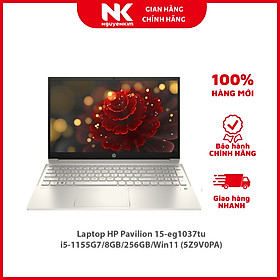 NK
NGUYENKIM
GIAN HÀNG
CHÍNH HÃNG
100%
HÀNG MỚI
Bảo hành
CHÍNH HÃNG
Giao hàng
NHANH
Laptop HP Pavilion 15-eg1037tu
i5-1155G7/8GB/256GB/Win11 (5Z9V0PA)